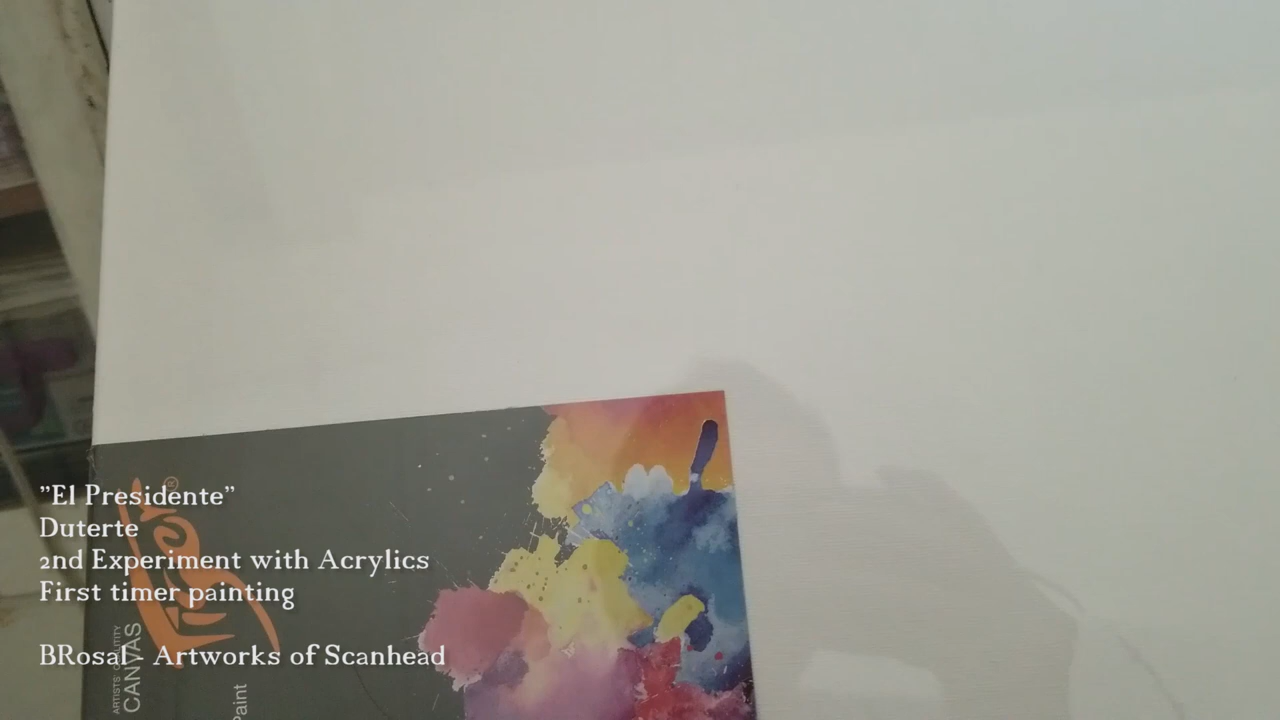 "El Presidente"
Duterte
2nd Experiment with Acrylics
First timer painting
BRosal - Artworks of Scanhead
CANVAS
Paint